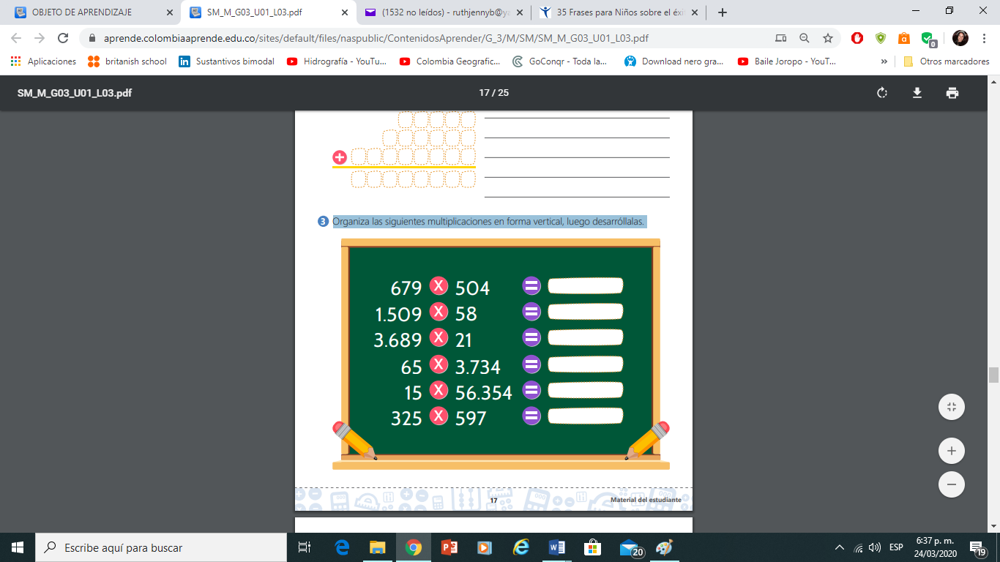 OBJETO DE APRENDIZAJE
SM_M_G03_U01_L03.pdf
(1532 no leídos) - ruthjennyb@ya
35 Frases para Niños sobre el éxi
aprende.colombiaaprende.edu.co/sites/default/files/naspublic/ContenidosAprender/G_3/M/SM/SM_M_G03_U01_L03.pdf
0
Aplicaciones
britanish school
Sustantivos bimodal
Hidrografía - YouTu...
Colombia Geografic...
GoConqr - Toda la...
Download nero gra...
Baile Joropo - YouT...
»
Otros marcadores
SM_M_G03_U01_L03.pdf
17 / 25
+
3 Organiza las siguientes multiplicaciones en forma vertical, luego desarróllalas.
679 X 504 =
1.509 X 58 =
3.689 X 21 =
65 X 3.734 =
15 X 56.354 =
325 X 597 =
17
Material del estudiante
Escribe aquí para buscar
20
ESP
6:37 p. m.
24/03/2020
19